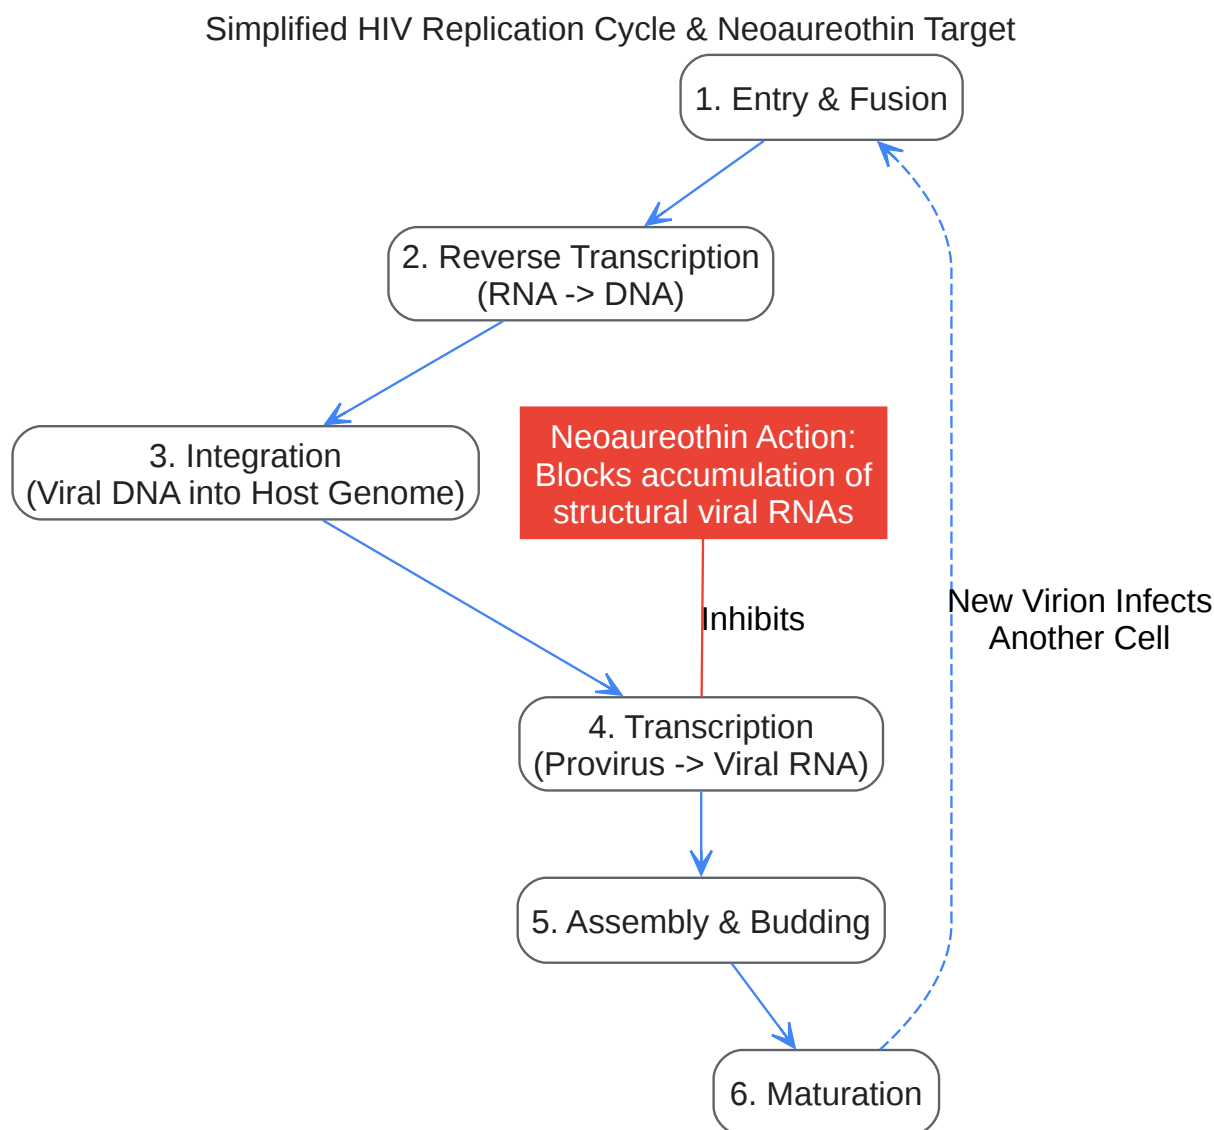 Simplified HIV Replication Cycle & Neoaureothin Target
1. Entry & Fusion
2. Reverse Transcription
(RNA -> DNA)
3. Integration
(Viral DNA into Host Genome)
Neoaureothin Action:
Blocks accumulation of
structural viral RNAs
Inhibits
New Virion Infects
Another Cell
4. Transcription
(Provirus -> Viral RNA)
5. Assembly & Budding
6. Maturation